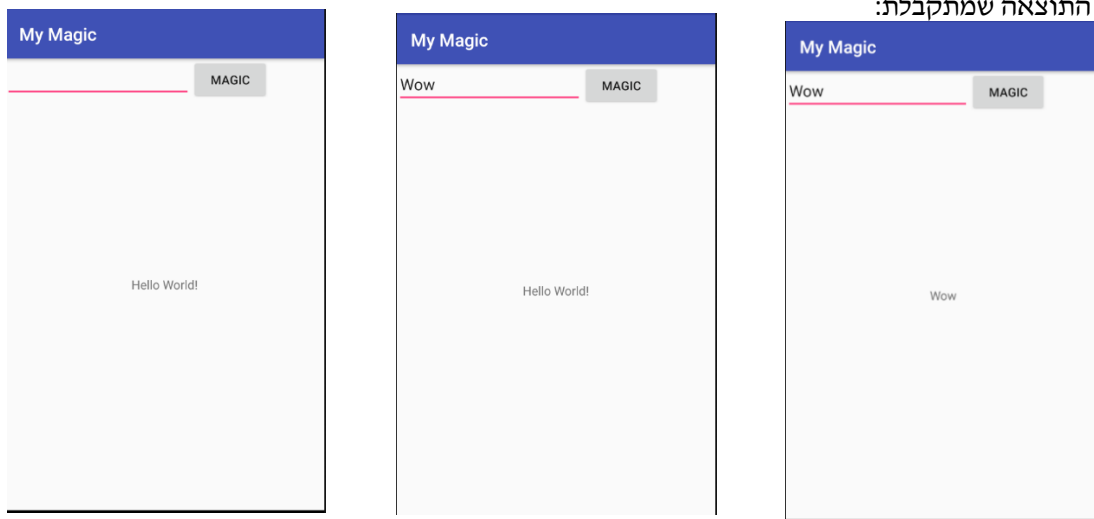 התוצאה שמתקבלת:
My Magic
MAGIC
Hello World!
My Magic
Wow
MAGIC
Hello World!
My Magic
Wow
MAGIC
Wow